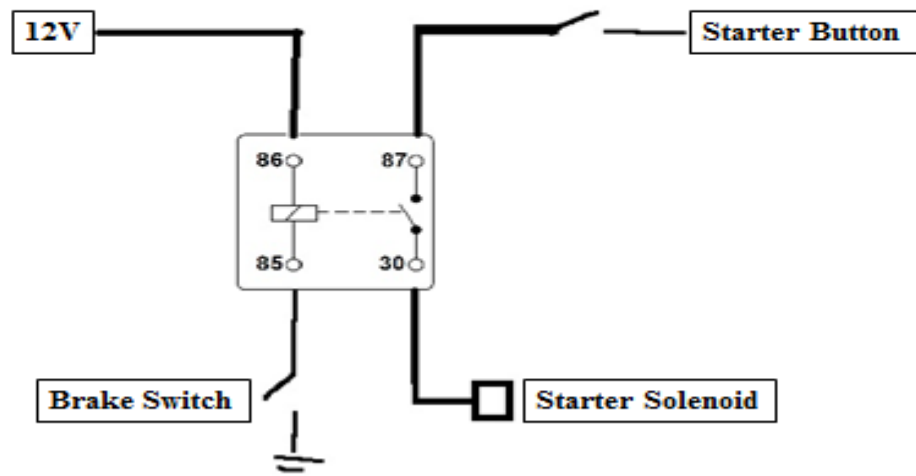 12V
Starter Button
86
87
85
30
Brake Switch
Starter Solenoid